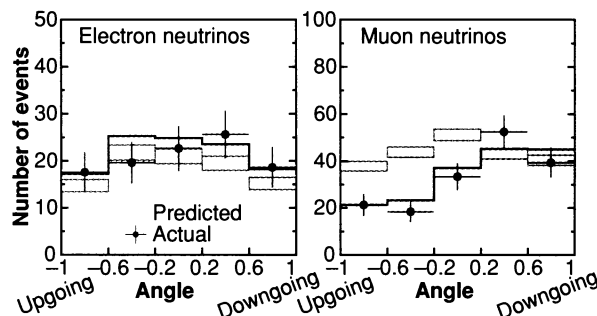 Electron neutrinos
Muon neutrinos
Number of events
50
40
30
20
10
0
Predicted
Actual
−1 −0.6 −0.2 0.2 0.6 1
Upgoing Angle Downgoing
100
80
60
40
20
0
−1 −0.6 −0.2 0.2 0.6 1
Upgoing Angle Downgoing